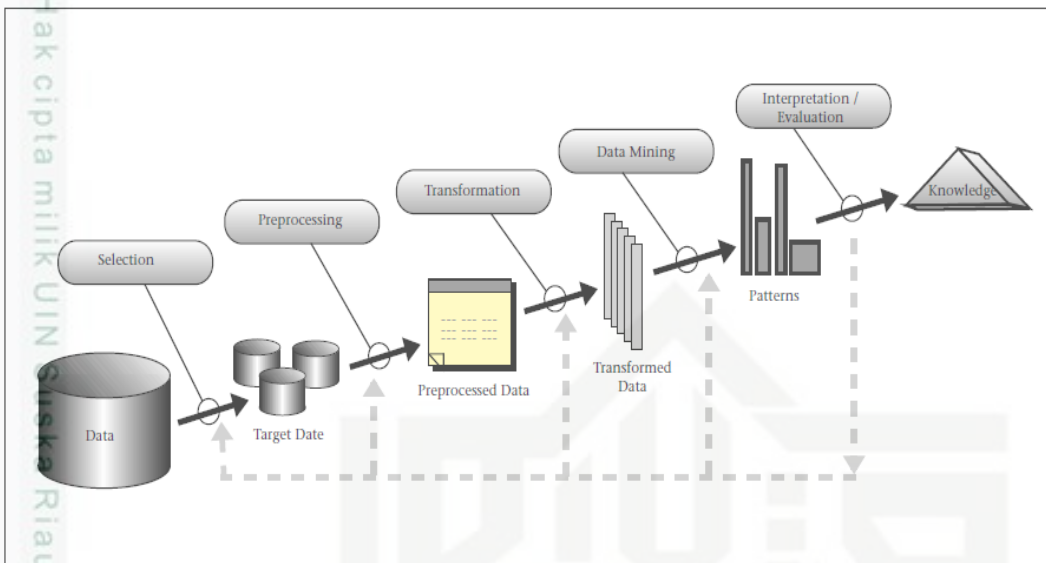 Hak cipta milik UIN Suska Riau
Interpretation /
Evaluation
Data Mining
Transformation
Preprocessing
Selection
Knowledge
Patterns
Transformed
Data
Preprocessed Data
Target Date
Data